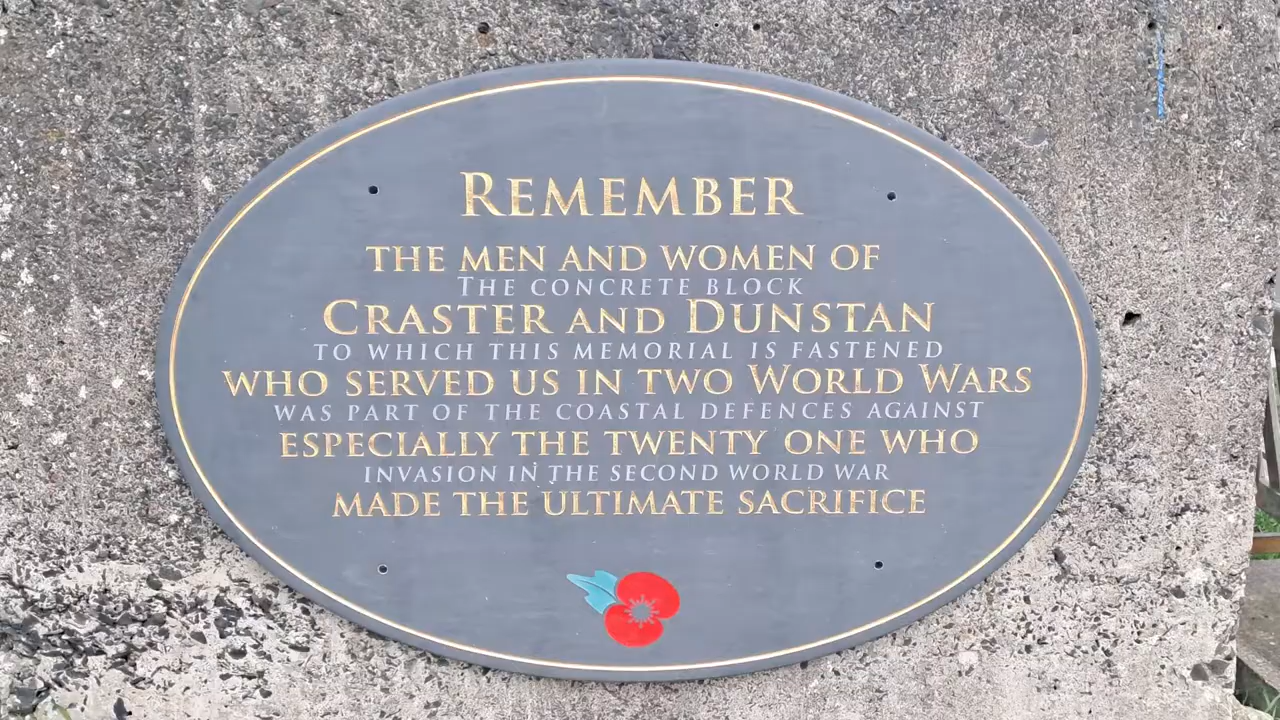 REMEMBER
THE MEN AND WOMEN OF
THE CONCRETE BLOCK
CRASTER AND DUNSTAN
TO WHICH THIS MEMORIAL IS FASTENED
WHO SERVED US IN TWO WORLD WARS
WAS PART OF THE COASTAL DEFENCES AGAINST
ESPECIALLY THE TWENTY ONE WHO
INVASION IN THE SECOND WORLD WAR
MADE THE ULTIMATE SACRIFICE